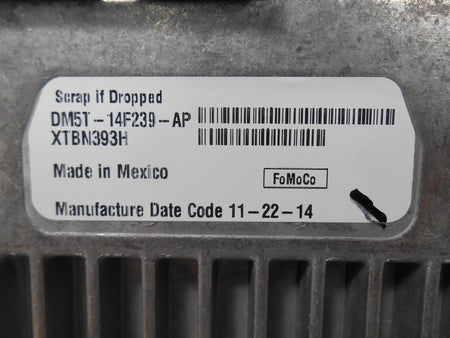 Scrap if Dropped
DM5T-14F239-AP
XTBN393H
Made in Mexico
FoMoCo
Manufacture Date Code 11-22-14